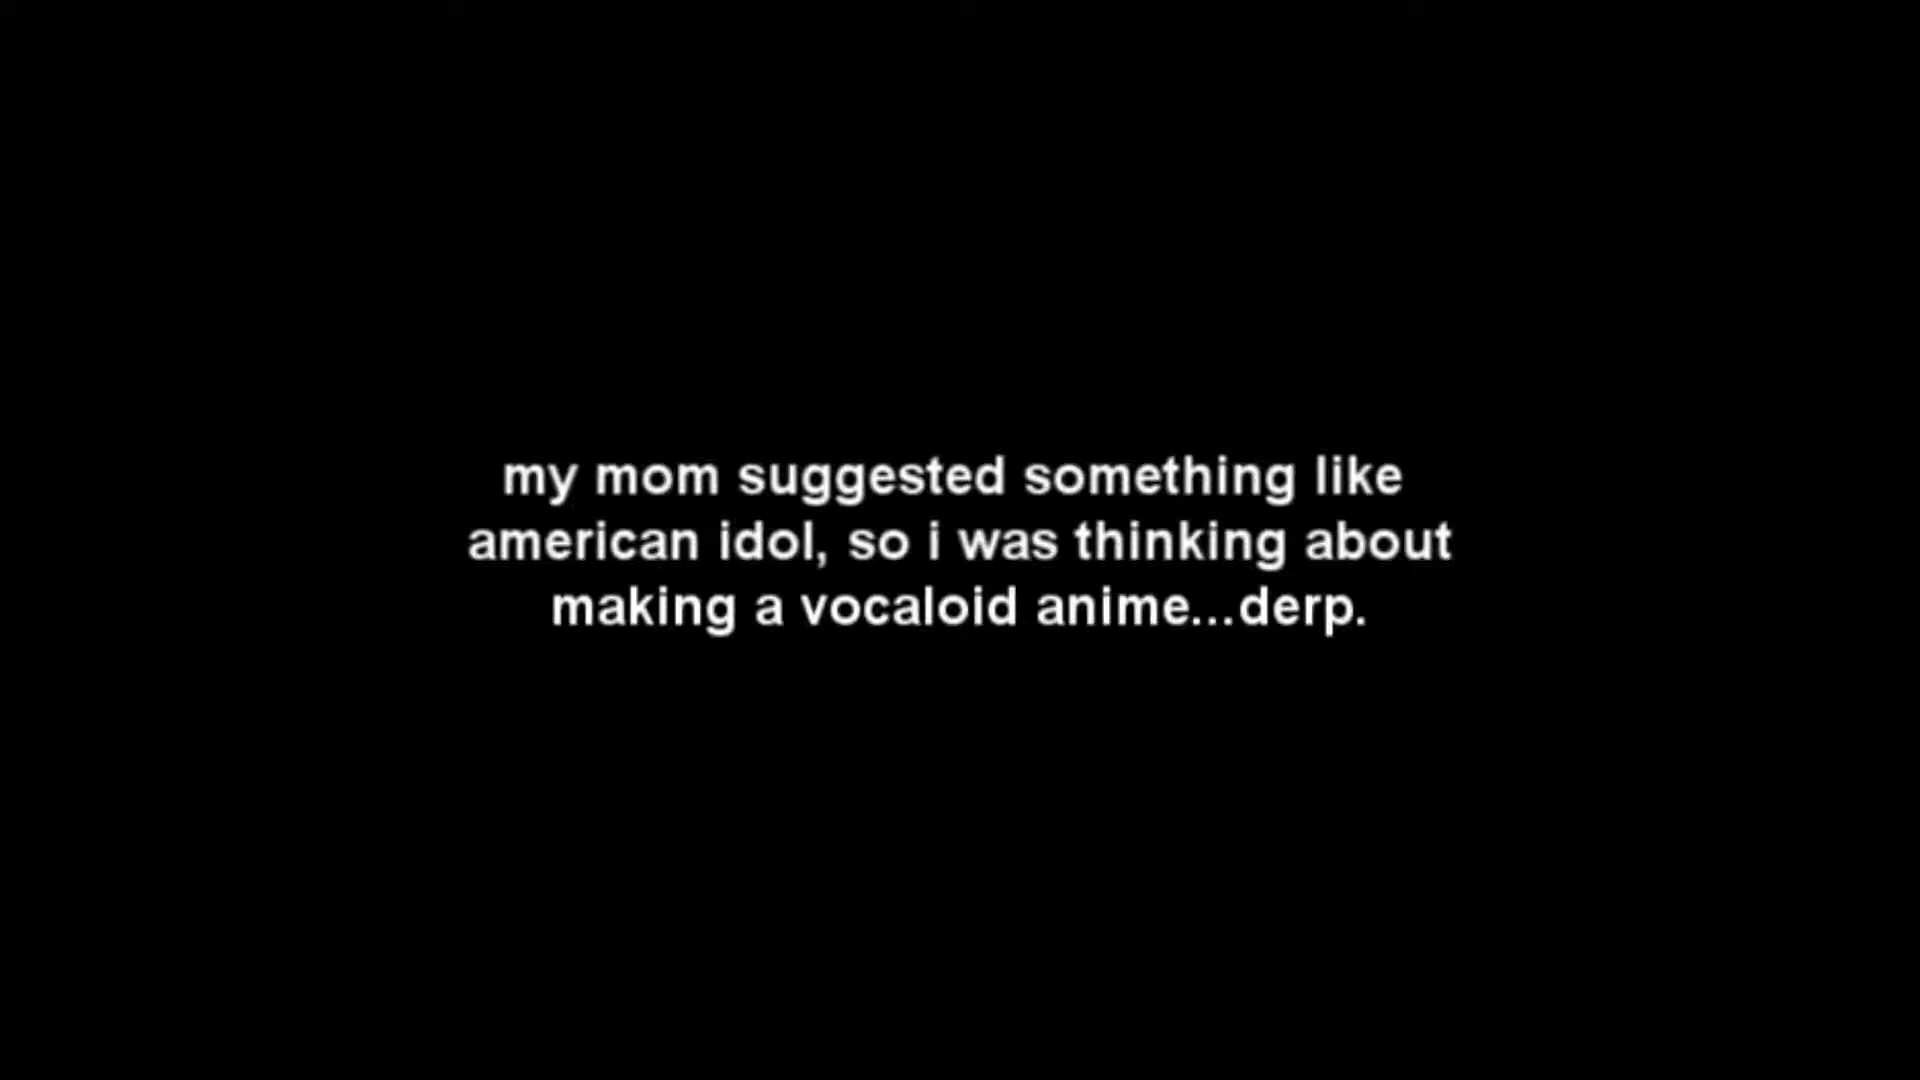 my mom suggested something like
american idol, so i was thinking about
making a vocaloid anime...derp.